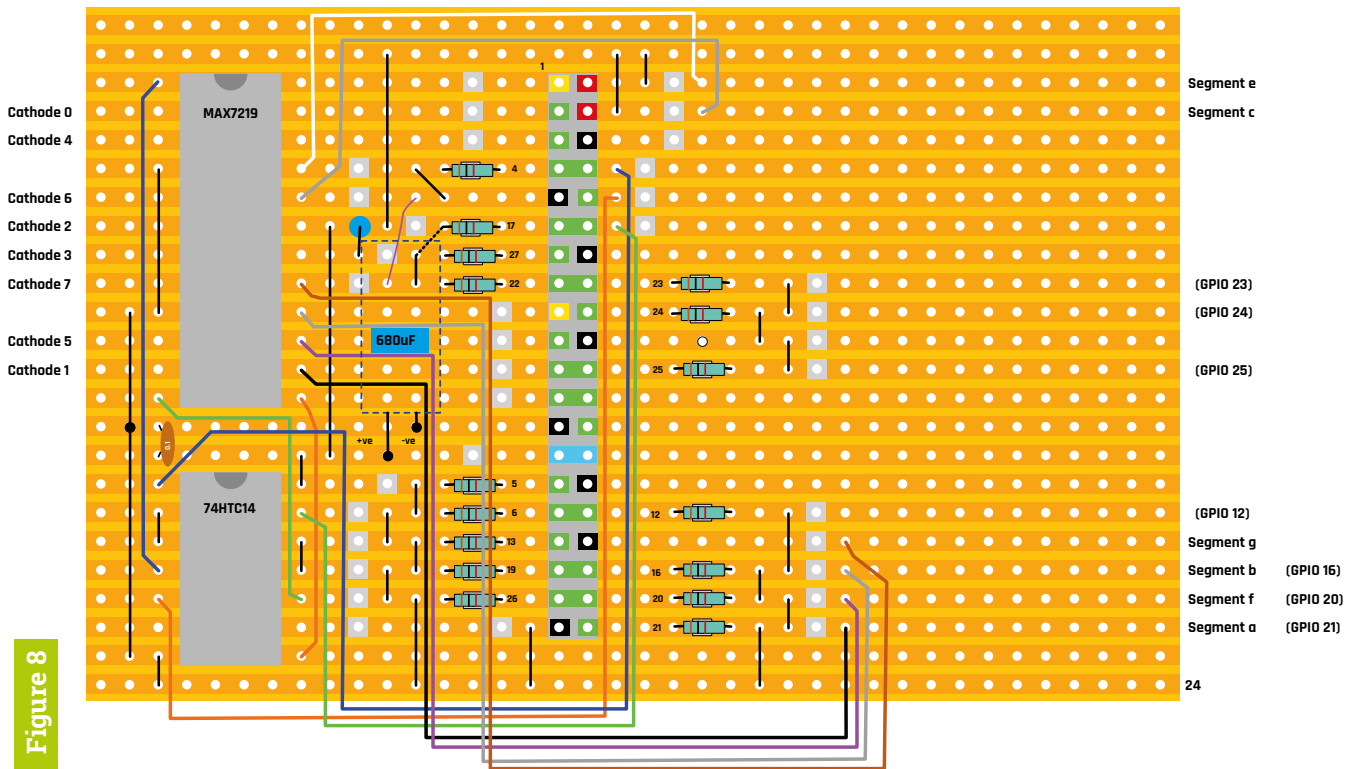 1
Segment e
Cathode 0
MAX7219
Segment c
Cathode 4
4
Cathode 6
Cathode 2
17
Cathode 3
27
Cathode 7
22
23
(GPIO 23)
24
(GPIO 24)
Cathode 5
680uF
Cathode 1
25
(GPIO 25)
+ve
-ve
0.1
5
74HTC14
6
12
(GPIO 12)
13
Segment g
19
16
Segment b
(GPIO 16)
26
20
Segment f
(GPIO 20)
21
Segment a
(GPIO 21)
24
Figure 8